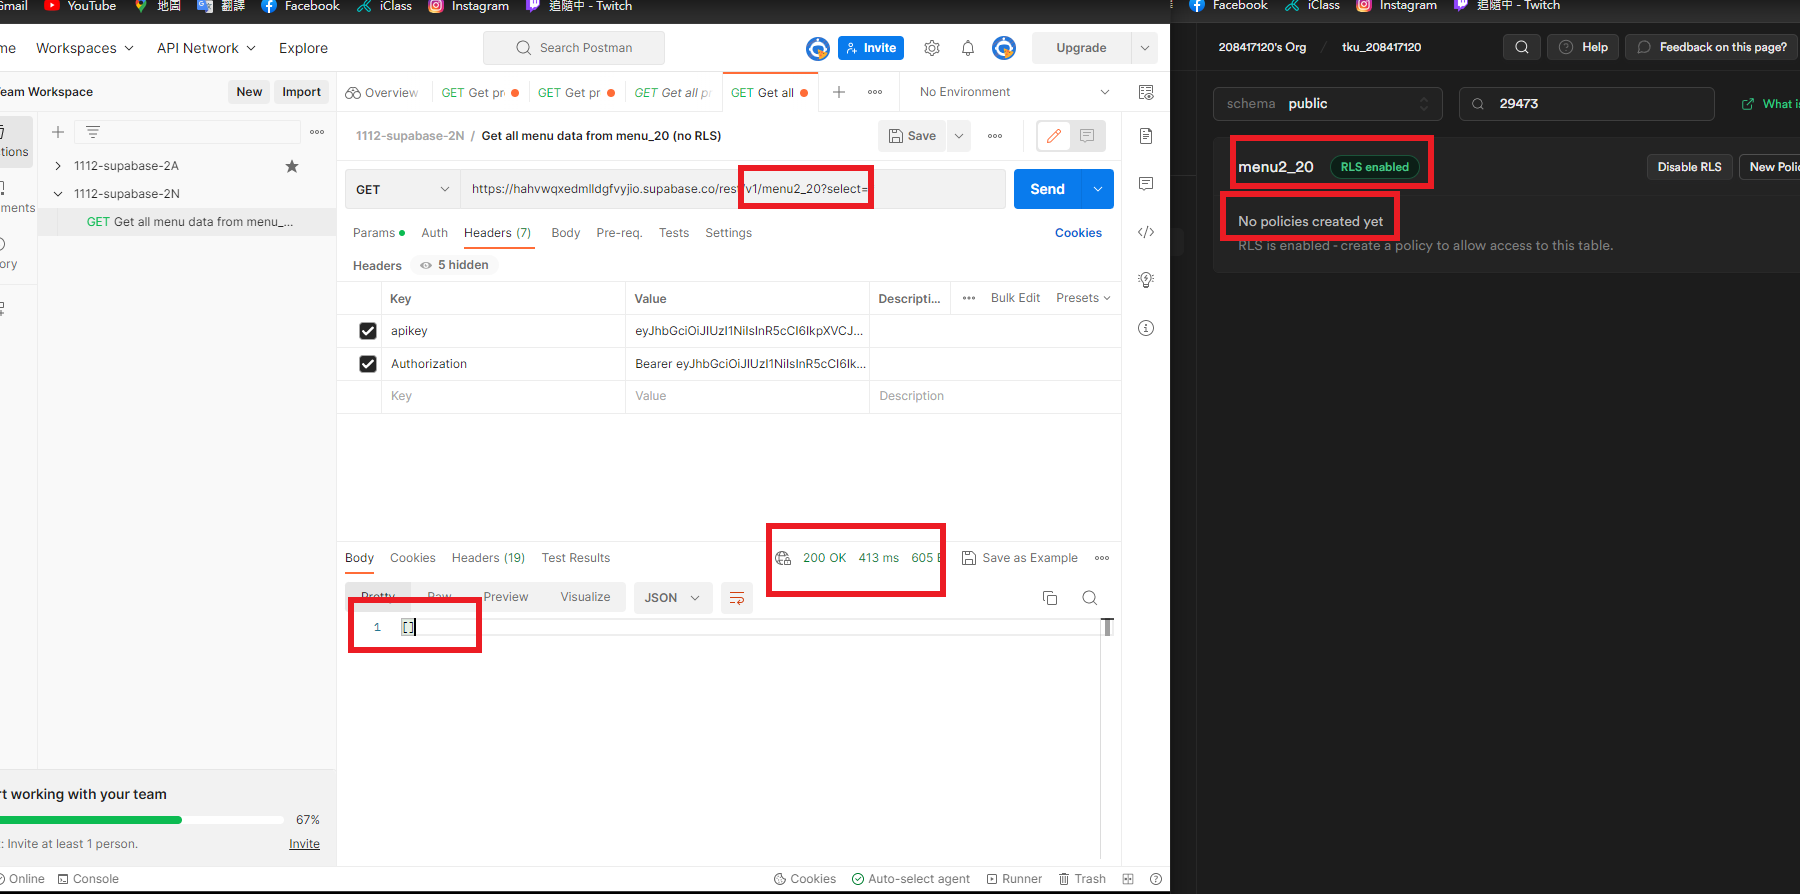 Gmail YouTube 地圖 翻譯 Facebook iClass Instagram 追隨中 - Twitch
Workspaces API Network Explore Search Postman Invite Upgrade
Team Workspace New Import
Overview GET Get pr GET Get pr GET Get all pr GET Get all No Environment
1112-supabase-2A
1112-supabase-2N
GET Get all menu data from menu_...
1112-supabase-2N / Get all menu data from menu_20 (no RLS) Save
GET https://hahvwqxedmlldgfvyjio.supabase.co/rest/v1/menu2_20?select= Send
Params Auth Headers (7) Body Pre-req. Tests Settings Cookies
Headers 5 hidden
Key Value Descripti... Bulk Edit Presets
apikey eyJhbGciOiJIUzI1NiIsInR5cCI6IkpXVCJ...
Authorization Bearer eyJhbGciOiJIUzI1NiIsInR5cCI6Ik...
Key Value Description
Body Cookies Headers (19) Test Results 200 OK 413 ms 605 Save as Example
Pretty Raw Preview Visualize JSON
1 []
working with your team
67%
: Invite at least 1 person. Invite
Online Console Cookies Auto-select agent Runner Trash
Facebook iClass Instagram 追隨中 - Twitch
208417120's Org / tku_208417120 Help Feedback on this page?
schema public 29473 What is
menu2_20 RLS enabled Disable RLS New Polic
No policies created yet
RLS is enabled - create a policy to allow access to this table.